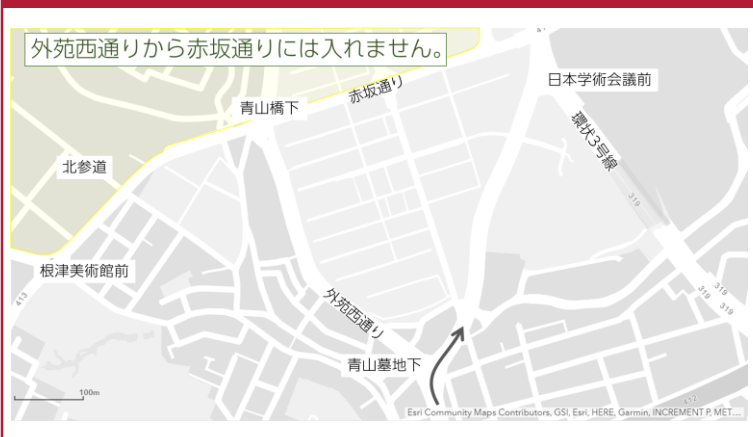 外苑西通りから赤坂通りには入れません。
日本学術会議前
赤坂通り
青山橋下
環状3号線
北参道
319
根津美術館前
413
外苑西通り
319
319
319
青山墓地下
100m
412
Esri Community Maps Contributors, GSI, Esri, HERE, Garmin, INCREMENT P, MET…